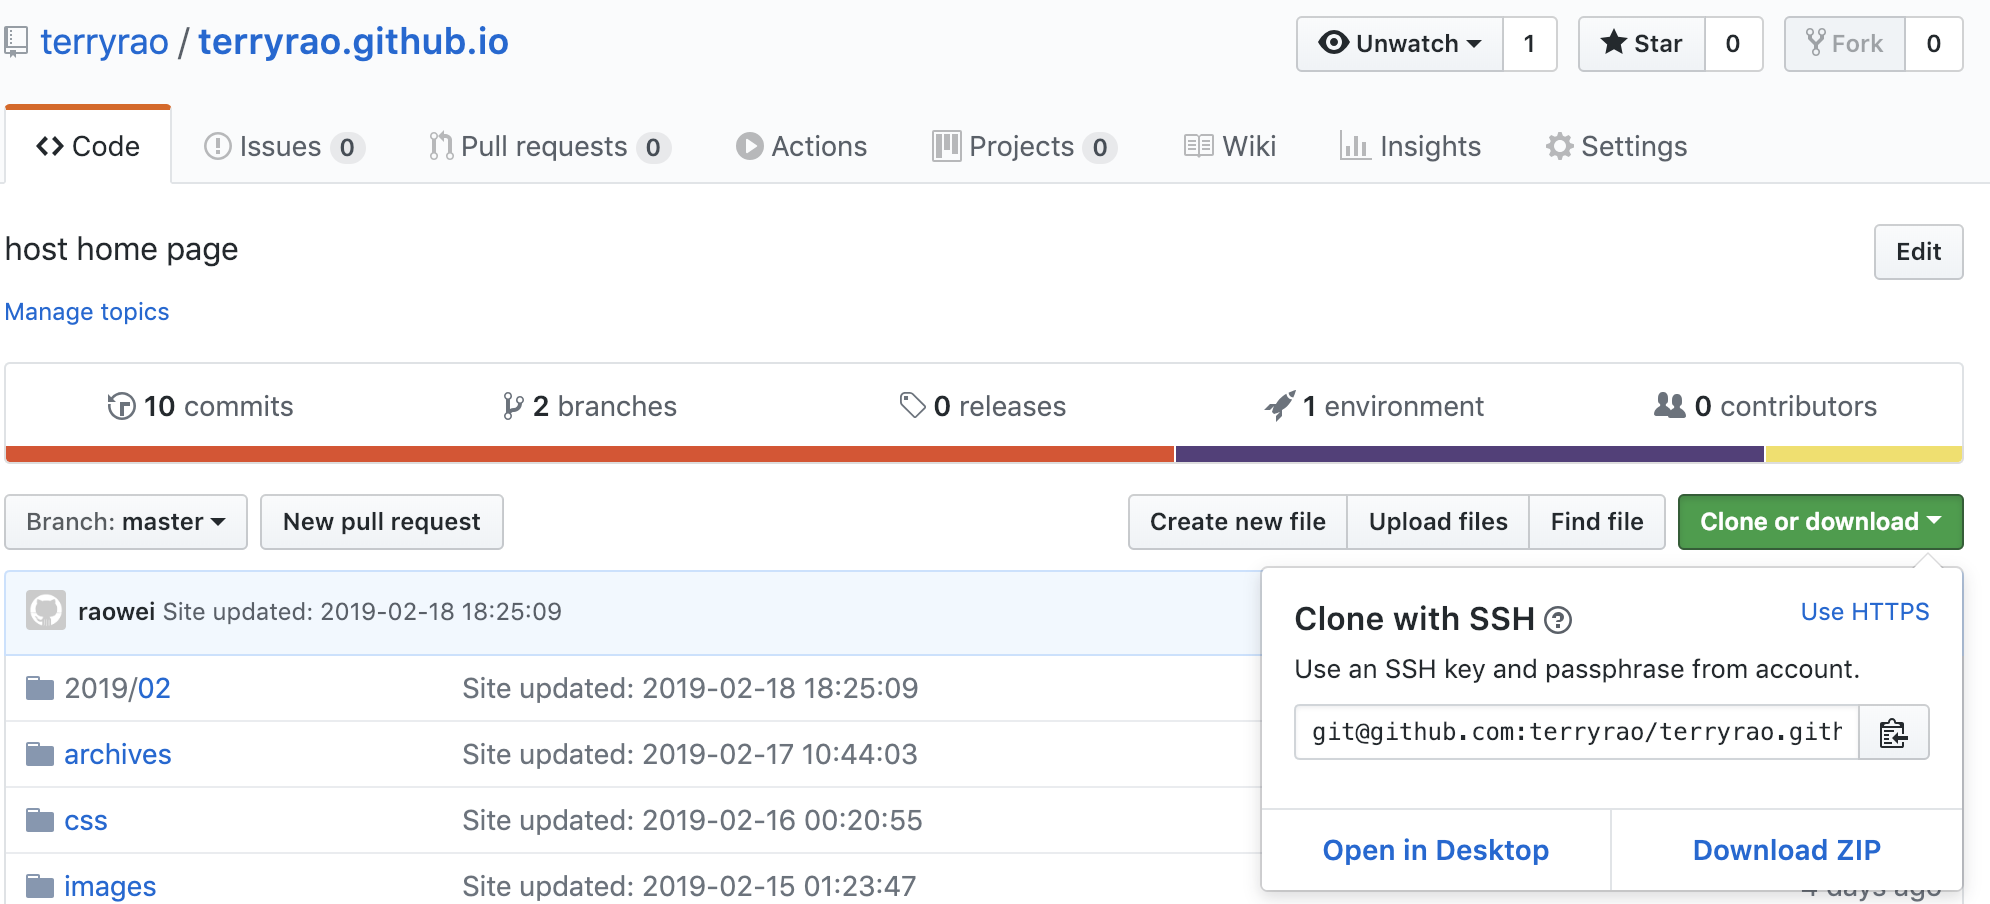 terryrao / terryrao.github.io
Unwatch 1 Star 0 Fork 0
Code Issues 0 Pull requests 0 Actions Projects 0 Wiki Insights Settings
host home page
Edit
Manage topics
10 commits 2 branches 0 releases 1 environment 0 contributors
Branch: master New pull request Create new file Upload files Find file Clone or download
raowei Site updated: 2019-02-18 18:25:09
Clone with SSH ? Use HTTPS
Use an SSH key and passphrase from account.
git@github.com:terryrao/terryrao.gith
Open in Desktop Download ZIP
2019/02 Site updated: 2019-02-18 18:25:09
archives Site updated: 2019-02-17 10:44:03
css Site updated: 2019-02-16 00:20:55
images Site updated: 2019-02-15 01:23:47
4 days ago